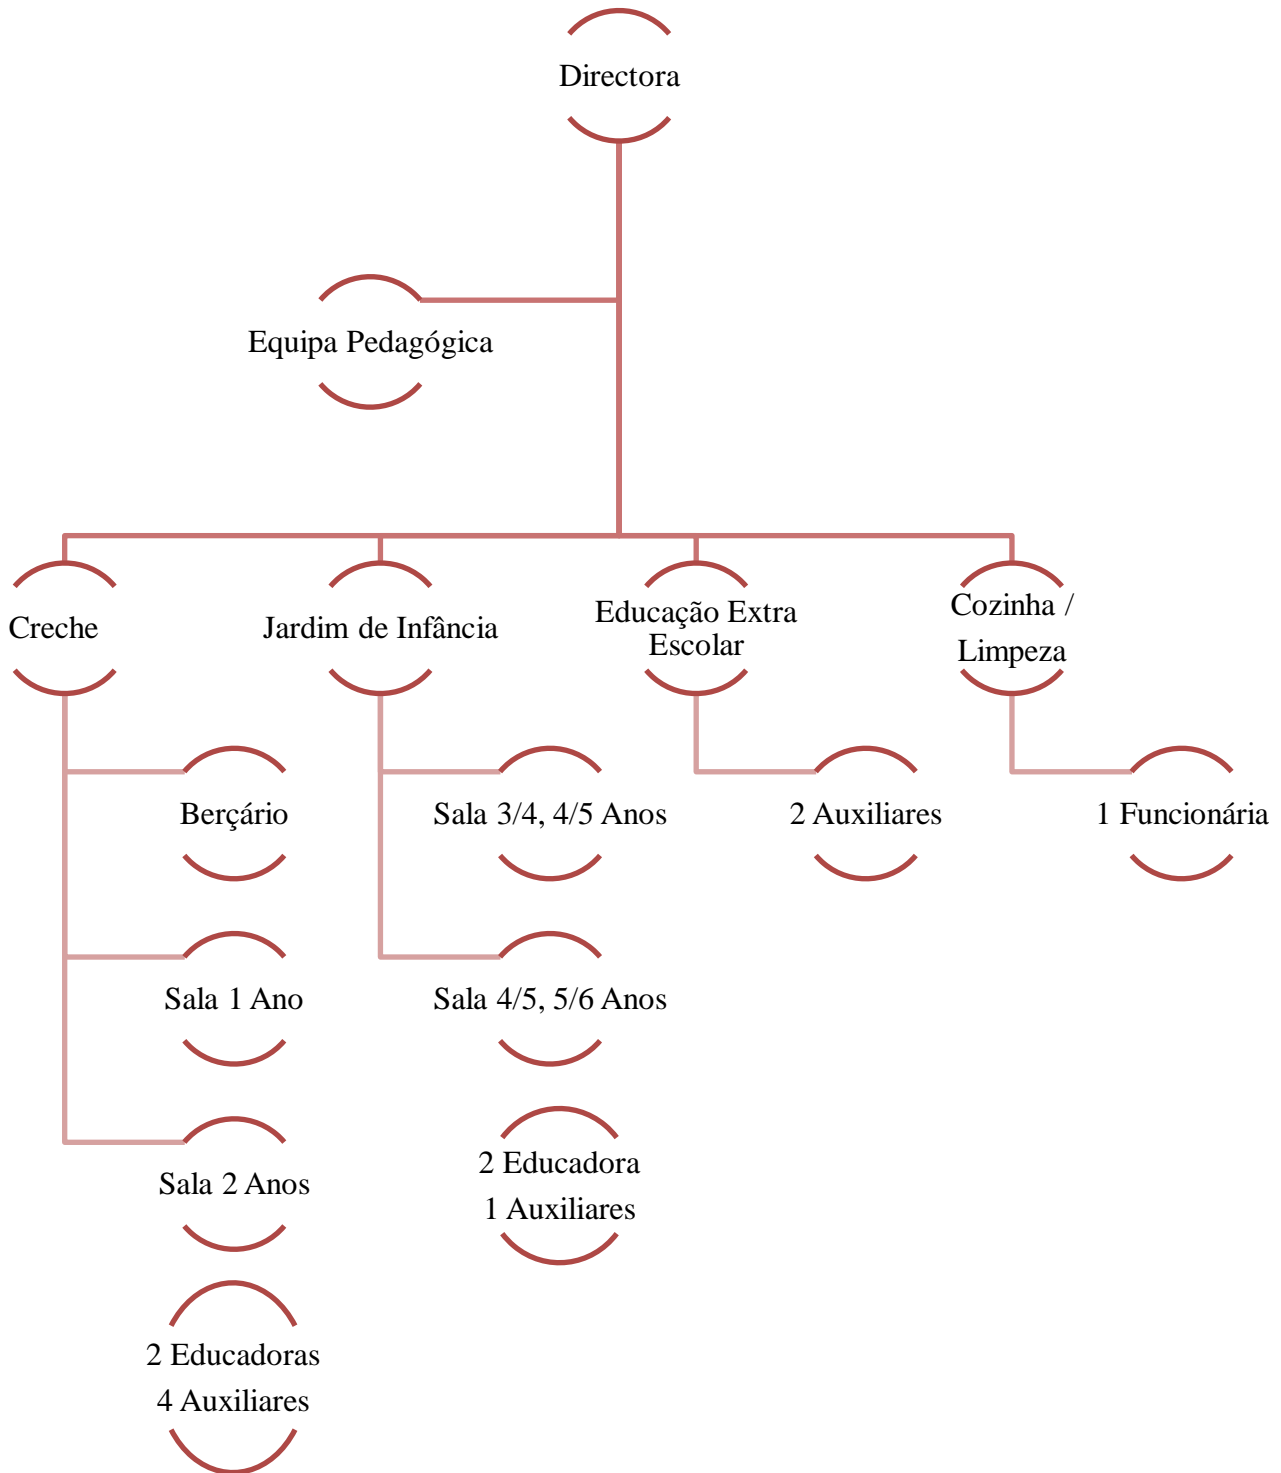 Directora
Equipa Pedagógica
Creche
Jardim de Infância
Educação Extra
Escolar
Cozinha /
Limpeza
Berçário
Sala 3/4, 4/5 Anos
2 Auxiliares
1 Funcionária
Sala 1 Ano
Sala 4/5, 5/6 Anos
Sala 2 Anos
2 Educadora
1 Auxiliares
2 Educadoras
4 Auxiliares